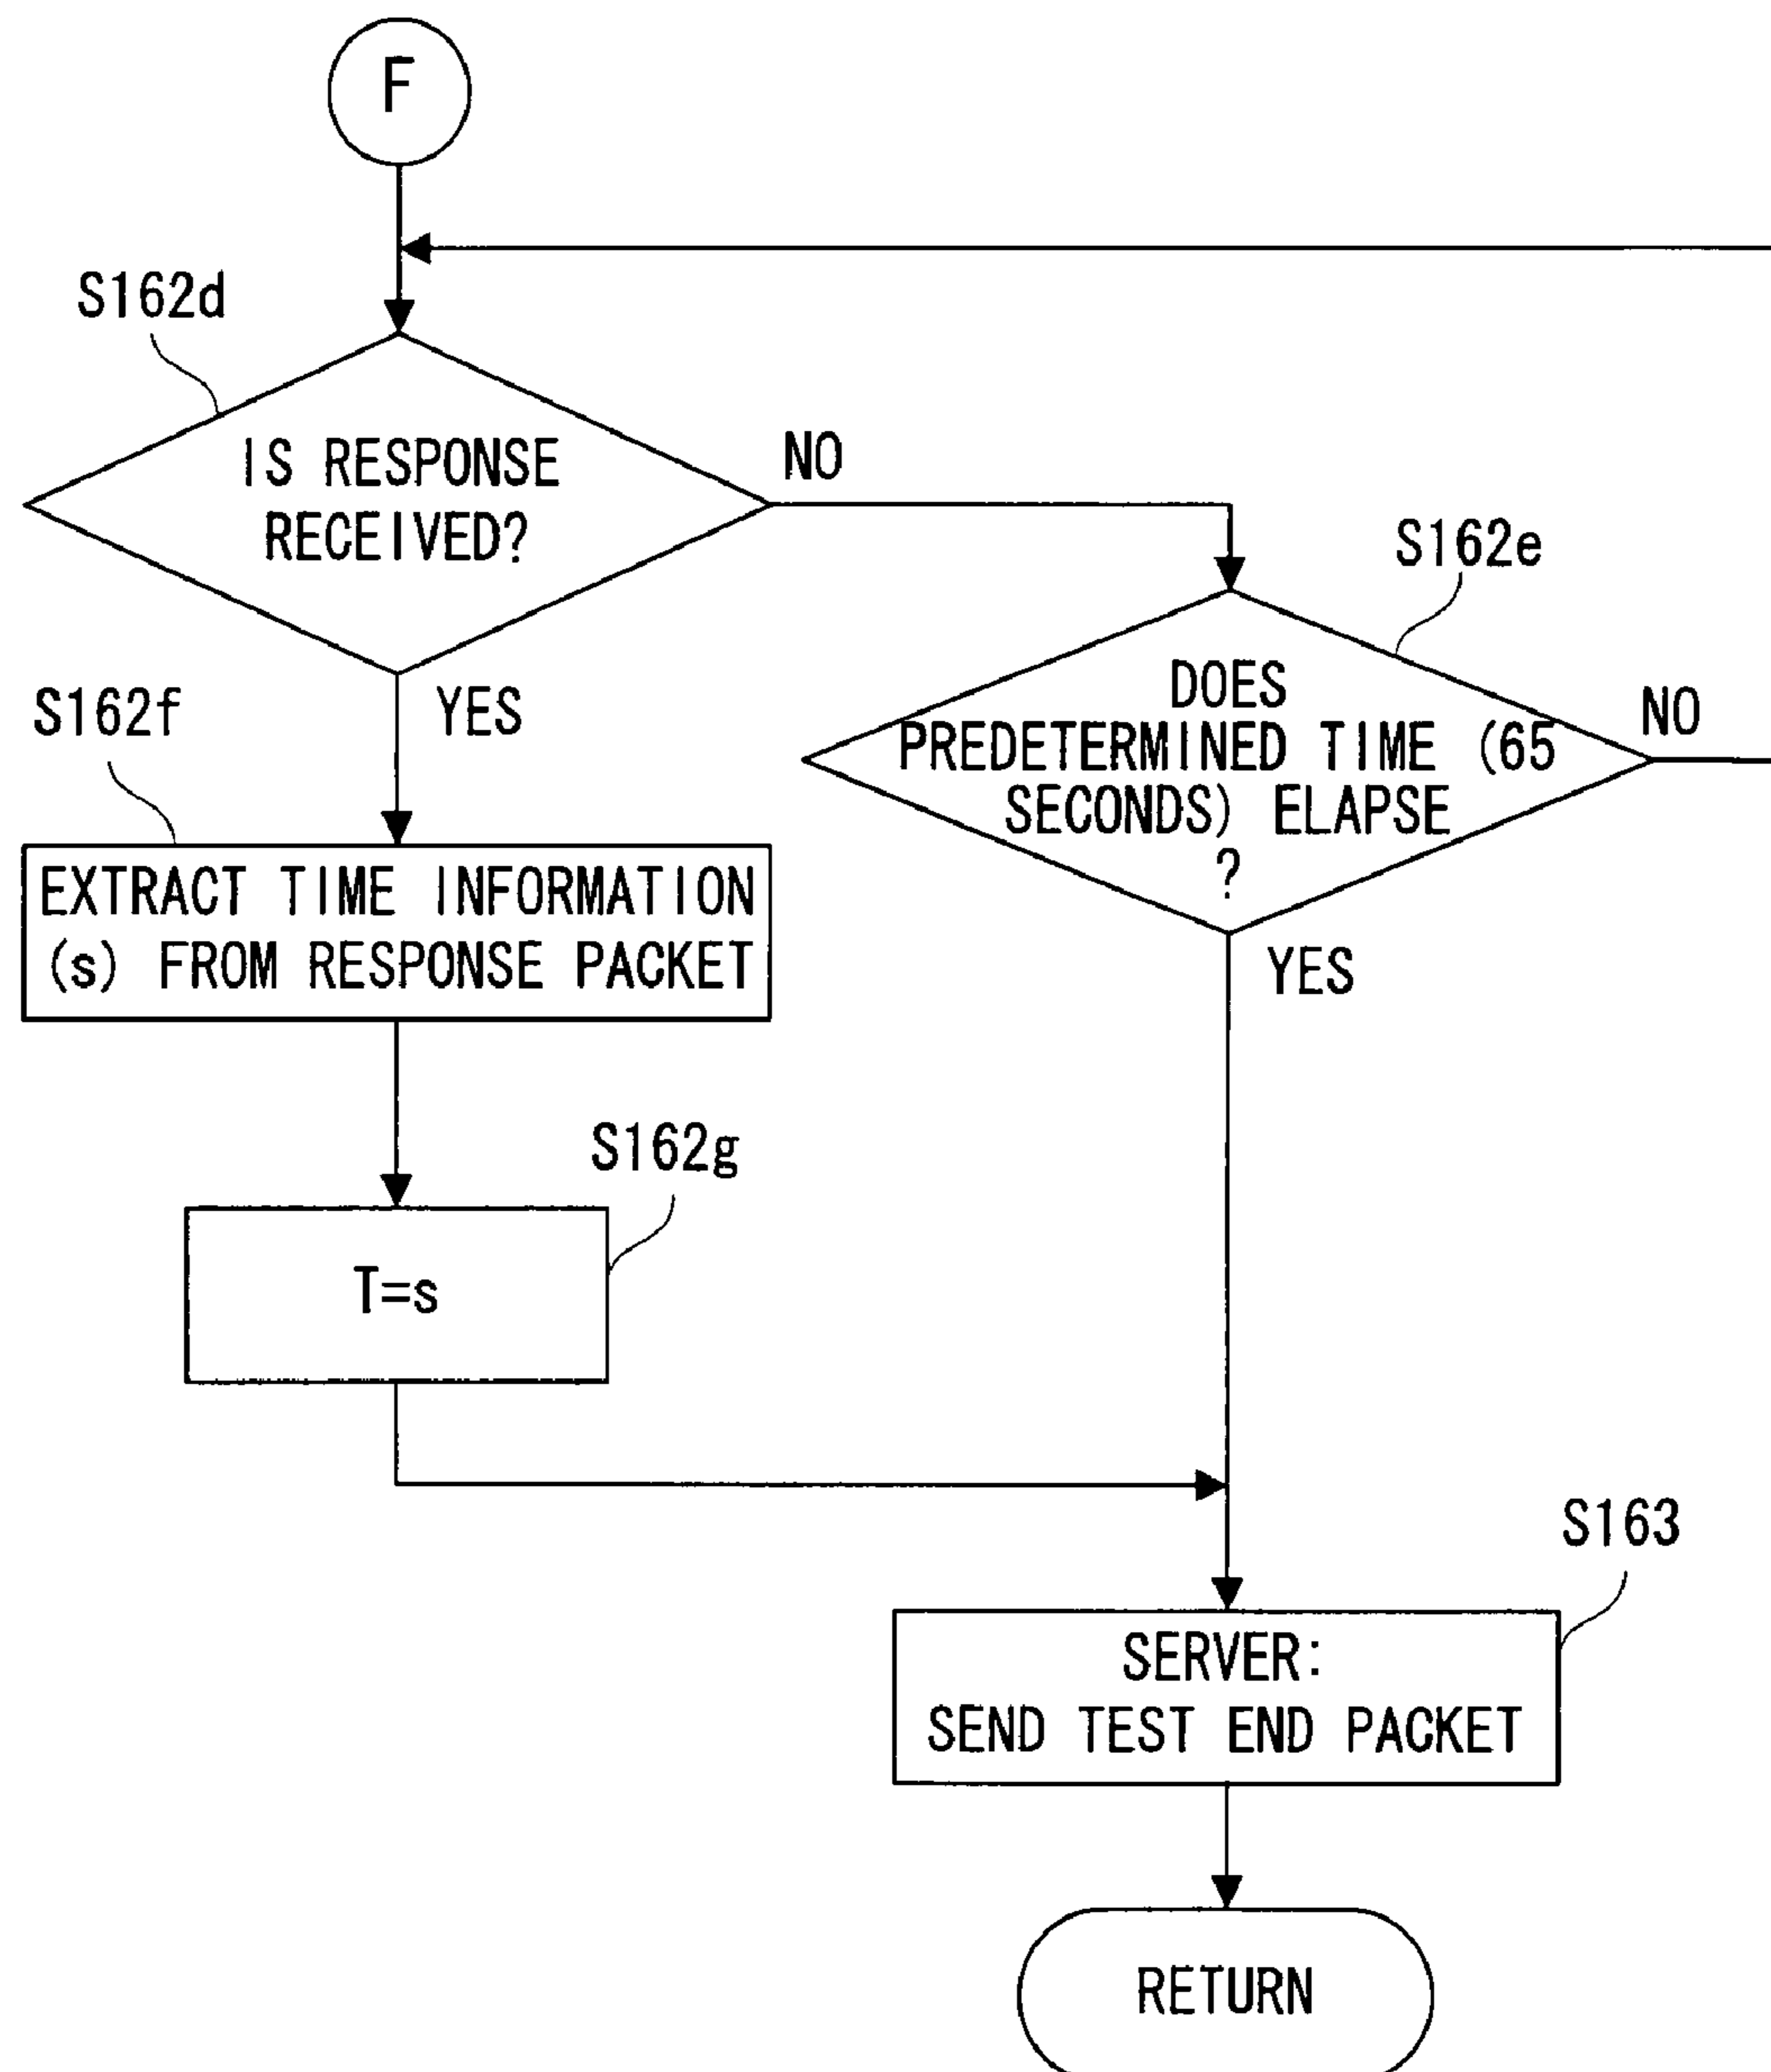 F
S162d
IS RESPONSE
RECEIVED?
NO
S162e
DOES
PREDETERMINED TIME (65
SECONDS) ELAPSE
?
NO
YES
S162f
YES
EXTRACT TIME INFORMATION
(s) FROM RESPONSE PACKET
S162g
T=s
S163
SERVER:
SEND TEST END PACKET
RETURN